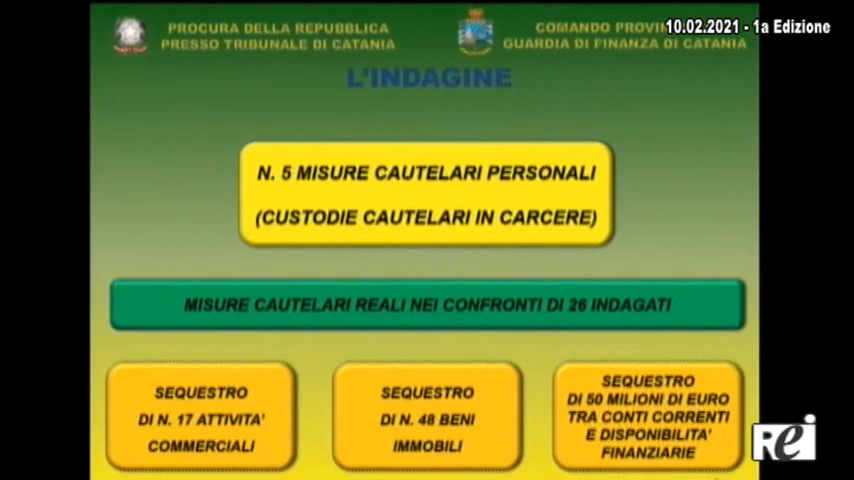 10.02.2021 - 1a Edizione
PROCURA DELLA REPUBBLICA
PRESSO TRIBUNALE DI CATANIA
COMANDO PROVIN
GUARDIA DI FINANZA DI CATANIA
L'INDAGINE
N. 5 MISURE CAUTELARI PERSONALI
(CUSTODIE CAUTELARI IN CARCERE)
MISURE CAUTELARI REALI NEI CONFRONTI DI 26 INDAGATI
SEQUESTRO
DI N. 17 ATTIVITA'
COMMERCIALI
SEQUESTRO
DI N. 48 BENI
IMMOBILI
SEQUESTRO
DI 50 MILIONI DI EURO
TRA CONTI CORRENTI
E DISPONIBILITA'
FINANZIARIE
REi